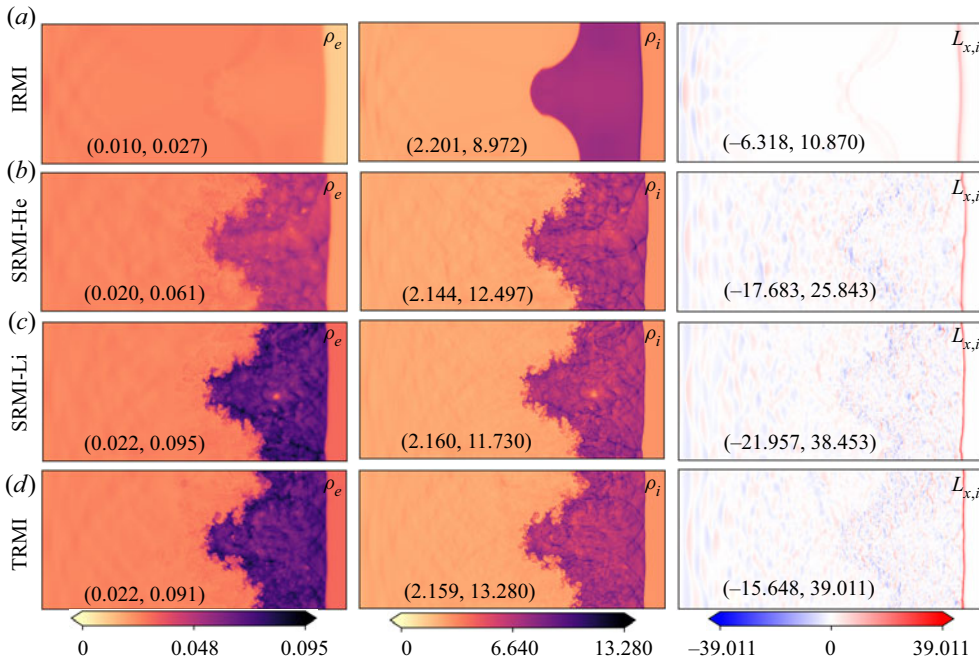 (a)
IRMI
ρe
(0.010, 0.027)
ρi
(2.201, 8.972)
Lx,i
(–6.318, 10.870)
(b)
SRMI-He
ρe
(0.020, 0.061)
ρi
(2.144, 12.497)
Lx,i
(–17.683, 25.843)
(c)
SRMI-Li
ρe
(0.022, 0.095)
ρi
(2.160, 11.730)
Lx,i
(–21.957, 38.453)
(d)
TRMI
ρe
(0.022, 0.091)
ρi
(2.159, 13.280)
Lx,i
(–15.648, 39.011)
0 0.048 0.095
0 6.640 13.280
–39.011 0 39.011